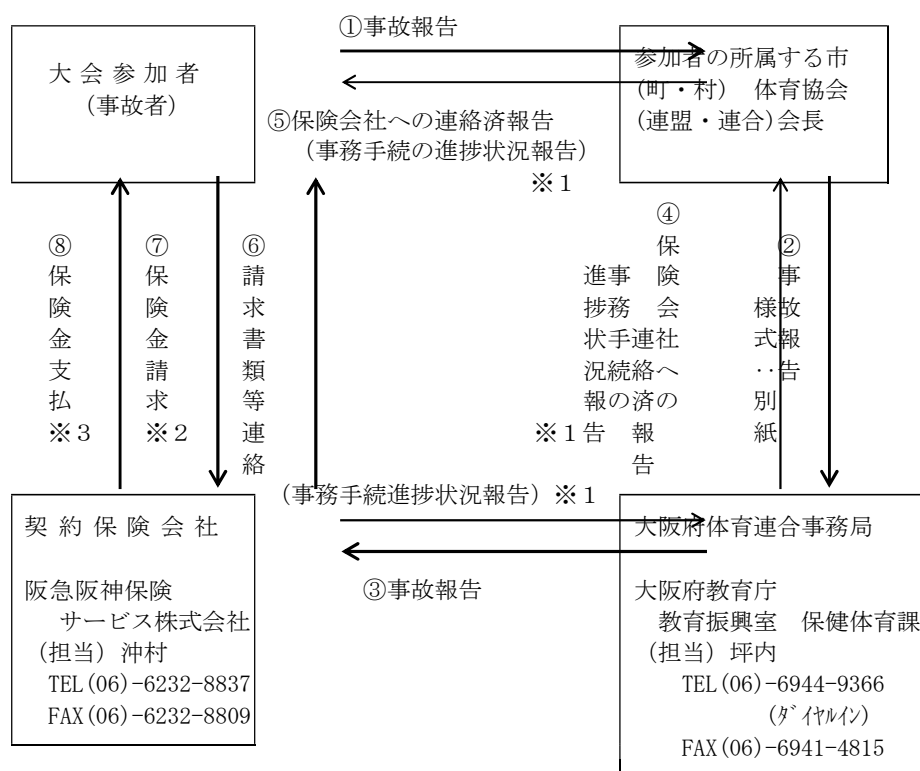 ①事故報告
大 会 参 加 者
(事故者)
参加者の所属する市
(町・村)　体育協会
(連盟・連合)会長
⑤保険会社への連絡済報告
(事務手続の進捗状況報告)
※１
⑧保険金支払※３
⑦保険金請求※２
⑥請求書類等連絡
④保険会社への連絡済の報告
事務手続の進捗状況報告
※１
②事故報告
様式‥別紙
(事務手続進捗状況報告) ※１
③事故報告
契 約 保 険 会 社
阪急阪神保険
サービス株式会社
(担当) 沖村
TEL(06)-6232-8837
FAX(06)-6232-8809
大阪府体育連合事務局
大阪府教育庁
教育振興室　保健体育課
(担当) 坪内
TEL(06)-6944-9366
(ﾀﾞｲﾔﾙｲﾝ)
FAX(06)-6941-4815